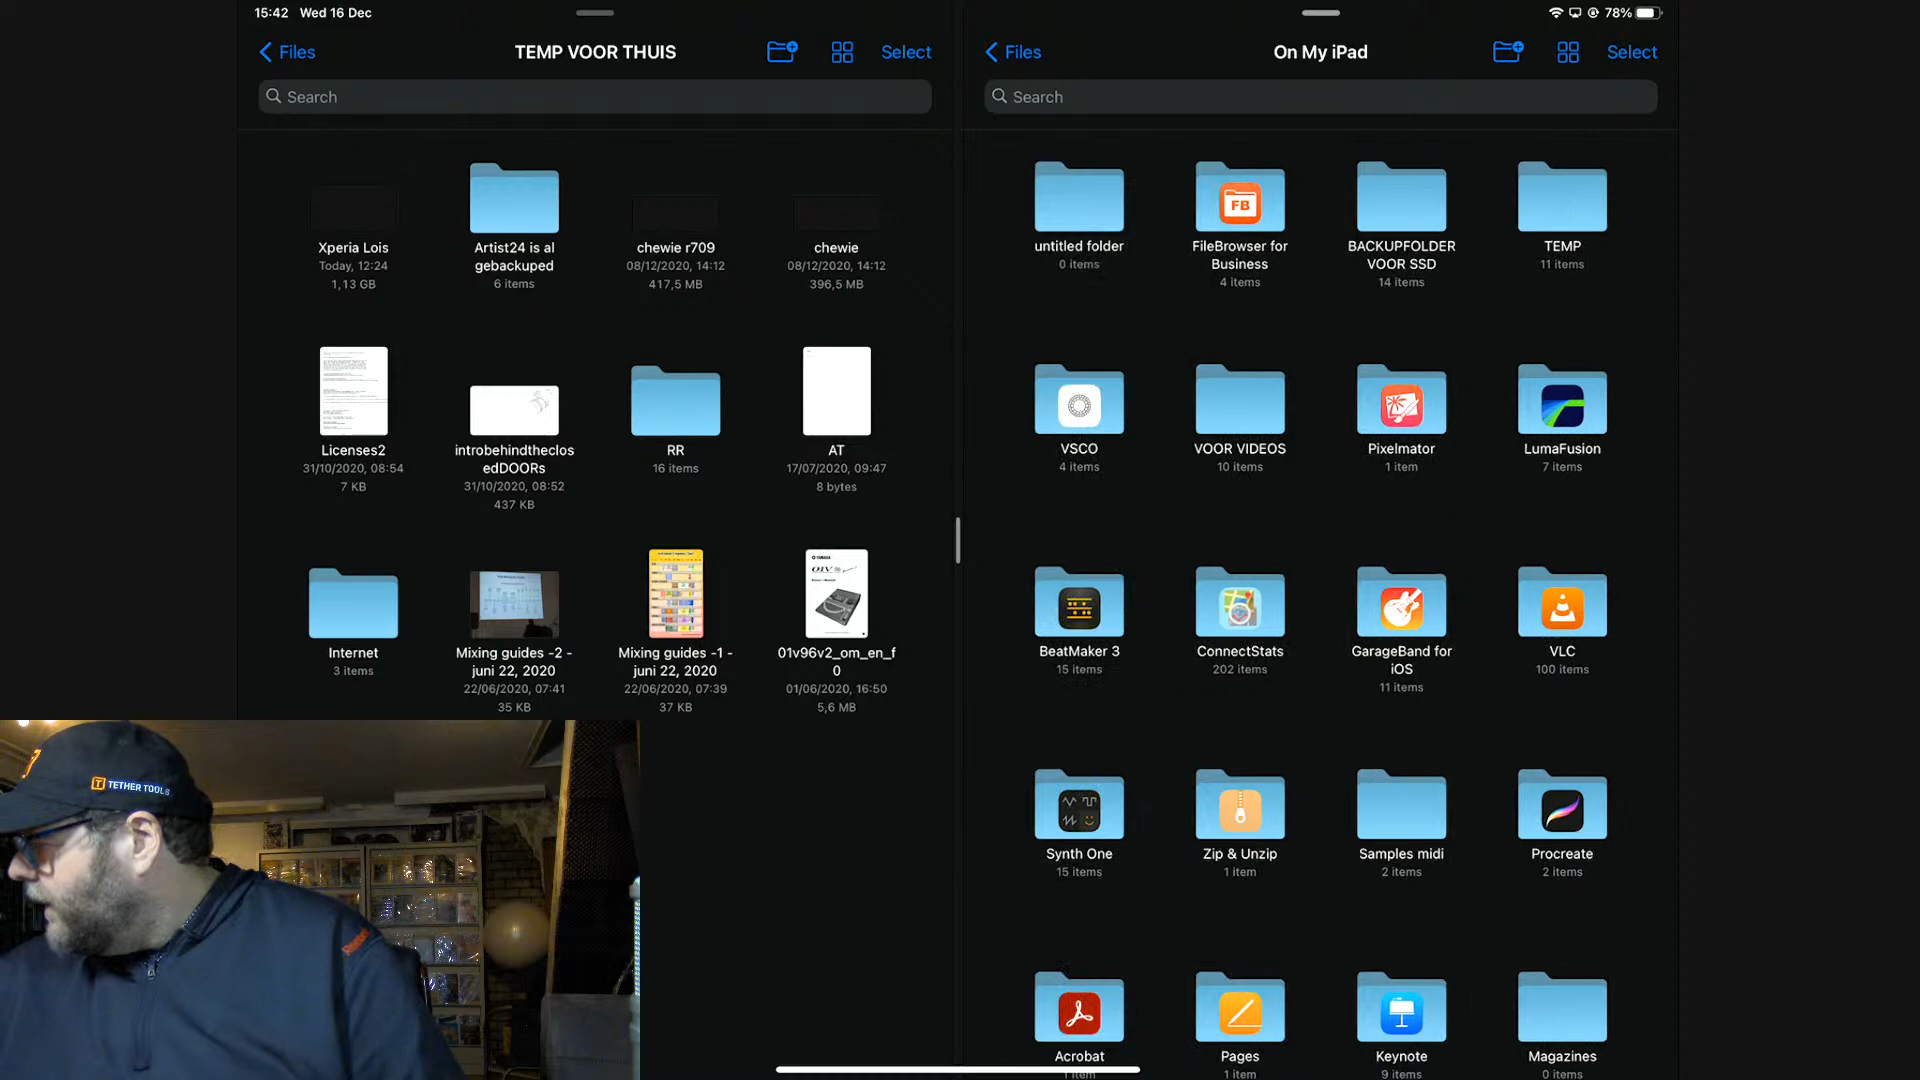 15:42 Wed 16 Dec
78%
Files
TEMP VOOR THUIS
Select
Search
Xperia Lois
Today, 12:24
1,13 GB
Artist24 is al
gebackuped
6 items
chewie r709
08/12/2020, 14:12
417,5 MB
chewie
08/12/2020, 14:12
396,5 MB
Licenses2
31/10/2020, 08:54
7 KB
introbehindtheclos
edDOORs
31/10/2020, 08:52
437 KB
RR
16 items
AT
17/07/2020, 09:47
8 bytes
Internet
3 items
Mixing guides -2 -
juni 22, 2020
22/06/2020, 07:41
35 KB
Mixing guides -1 -
juni 22, 2020
22/06/2020, 07:39
37 KB
YAMAHA
01V
01v96v2_om_en_f
0
01/06/2020, 16:50
5,6 MB
TETHER TOOLS
Files
On My iPad
Select
Search
untitled folder
0 items
FB
FileBrowser for
Business
4 items
BACKUPFOLDER
VOOR SSD
14 items
TEMP
11 items
VSCO
4 items
VOOR VIDEOS
10 items
Pixelmator
1 item
LumaFusion
7 items
BeatMaker 3
15 items
ConnectStats
202 items
GarageBand for
iOS
11 items
VLC
100 items
Synth One
15 items
Zip & Unzip
1 item
Samples midi
2 items
Procreate
2 items
Acrobat
1 item
Pages
1 item
Keynote
9 items
Magazines
0 items